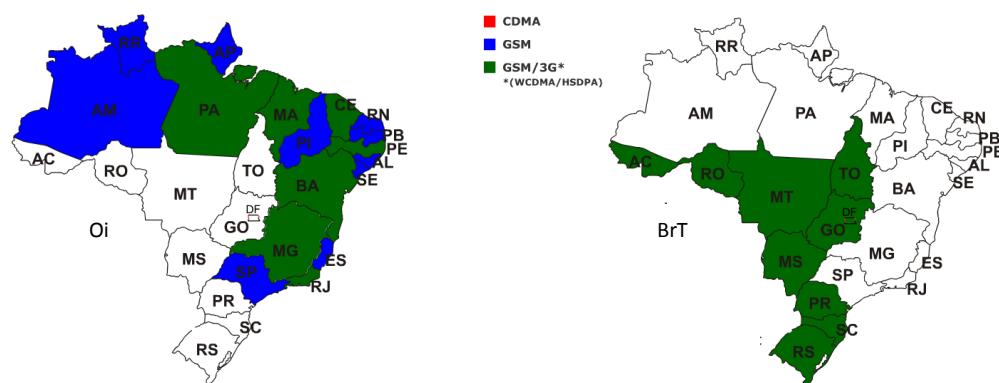 CDMA
GSM
GSM/3G*
*(WCDMA/HSDPA)
RR
AP
AM
PA
MA
CE
RN
PB
PE
PI
AL
SE
AC
RO
TO
BA
MT
DF
GO
Oi
MG
MS
ES
SP
RJ
PR
SC
RS
RR
AP
AM
PA
MA
CE
RN
PB
PE
PI
AL
SE
AC
RO
TO
BA
MT
DF
GO
BrT
MG
MS
ES
SP
RJ
PR
SC
RS